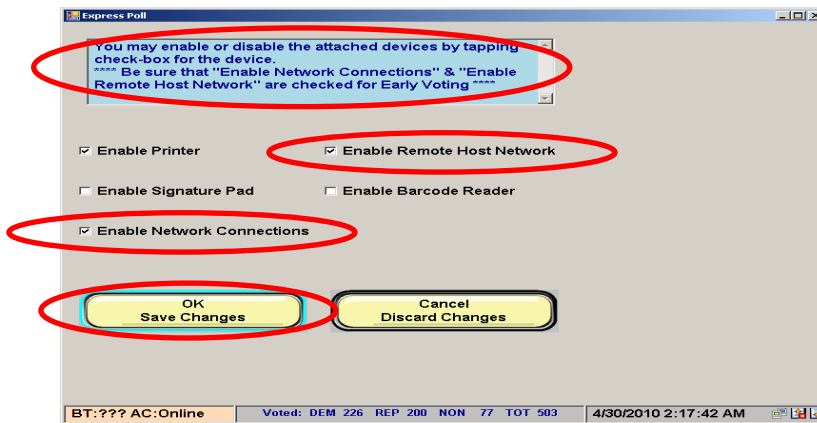 Express Poll
You may enable or disable the attached devices by tapping
check-box for the device.
**** Be sure that "Enable Network Connections" & "Enable
Remote Host Network" are checked for Early Voting ****
Enable Printer
Enable Remote Host Network
Enable Signature Pad
Enable Barcode Reader
Enable Network Connections
OK
Save Changes
Cancel
Discard Changes
BT:??? AC:Online
Voted: DEM 226 REP 200 NON 77 TOT 503
4/30/2010 2:17:42 AM